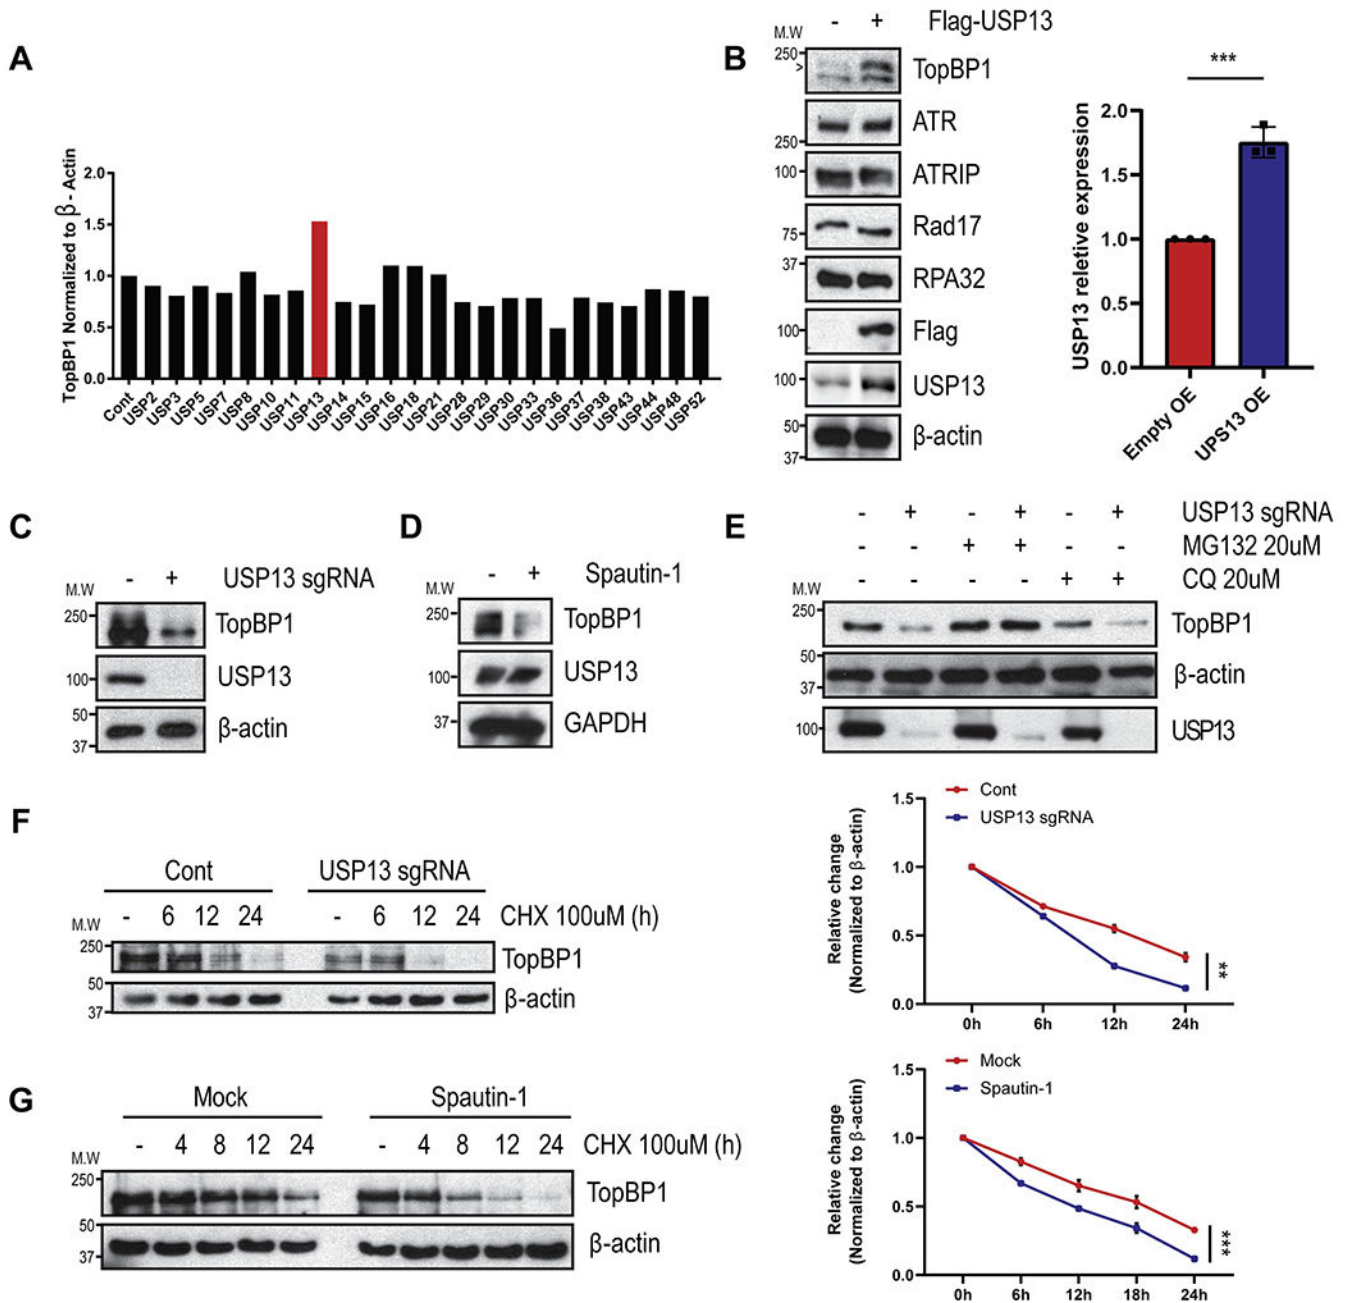 A
TopBP1 Normalized to β - Actin
2.0
1.5
1.0
0.5
0.0
Cont
USP2
USP3
USP5
USP7
USP8
USP10
USP11
USP13
USP14
USP15
USP16
USP18
USP21
USP28
USP29
USP30
USP33
USP36
USP37
USP38
USP43
USP44
USP48
USP52
B
- + Flag-USP13
M.W
250
>
TopBP1
ATR
250
100
ATRIP
Rad17
75
37
RPA32
100
Flag
100
USP13
50
β-actin
37
***
USP13 reletive expression
2.0
1.5
1.0
0.5
0.0
Empty OE
UPS13 OE
C
- + USP13 sgRNA
M.W
250
TopBP1
100
USP13
50
β-actin
37
D
- + Spautin-1
M.W
250
TopBP1
100
USP13
37
GAPDH
E
- + - + - + USP13 sgRNA
- - + + - - MG132 20uM
- - - - + + CQ 20uM
M.W
250
TopBP1
50
β-actin
37
100
USP13
F
Cont USP13 sgRNA
- 6 12 24 - 6 12 24 CHX 100uM (h)
M.W
250
TopBP1
50
β-actin
37
Relative change
(Normalized to β-actin)
Cont
USP13 sgRNA
1.5
1.0
0.5
0.0
0h 6h 12h 24h
**
G
Mock Spautin-1
- 4 8 12 24 - 4 8 12 24 CHX 100uM (h)
M.W
250
TopBP1
50
β-actin
37
Relative change
(Normalized to β-actin)
Mock
Spautin-1
1.5
1.0
0.5
0.0
0h 6h 12h 18h 24h
***